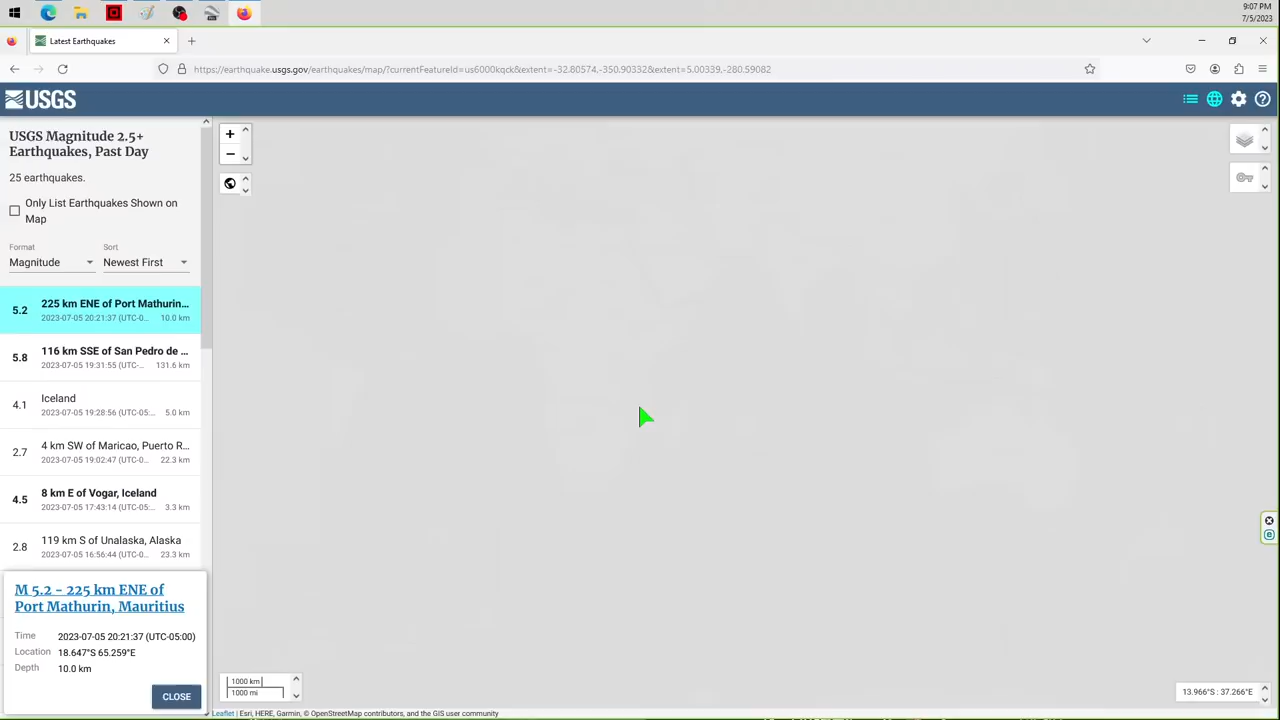 9:07 PM
7/5/2023
Latest Earthquakes
https://earthquake.usgs.gov/earthquakes/map/?currentFeatureId=us6000kqck&extent=-32.80574,-350.90332&extent=5.00339,-280.59082
USGS
USGS Magnitude 2.5+
Earthquakes, Past Day
25 earthquakes.
Only List Earthquakes Shown on
Map
Format
Sort
Magnitude
Newest First
5.2
225 km ENE of Port Mathurin...
2023-07-05 20:21:37 (UTC-0...
10.0 km
5.8
116 km SSE of San Pedro de ...
2023-07-05 19:31:55 (UTC-...
131.6 km
4.1
Iceland
2023-07-05 19:28:56 (UTC-05:...
5.0 km
2.7
4 km SW of Maricao, Puerto R...
2023-07-05 19:02:47 (UTC-0...
22.3 km
4.5
8 km E of Vogar, Iceland
2023-07-05 17:43:14 (UTC-05:...
3.3 km
2.8
119 km S of Unalaska, Alaska
2023-07-05 16:56:44 (UTC-0...
23.3 km
M 5.2 - 225 km ENE of
Port Mathurin, Mauritius
Time 2023-07-05 20:21:37 (UTC-05:00)
Location 18.647°S 65.259°E
Depth 10.0 km
CLOSE
+
−
1000 km
1000 mi
13.966°S : 37.266°E
Leaflet | Esri, HERE, Garmin, © OpenStreetMap contributors, and the GIS user community